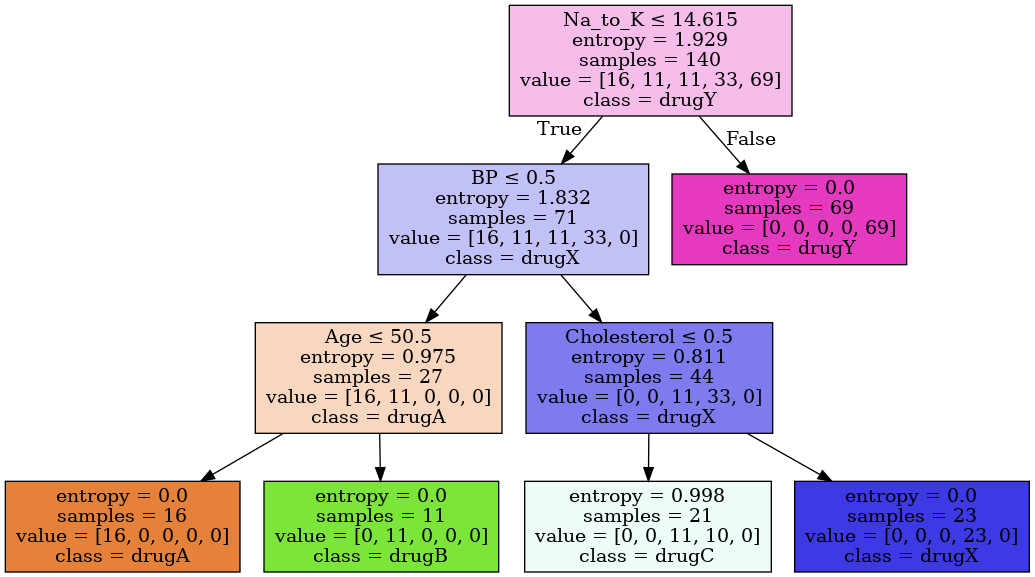 Na_to_K ≤ 14.615
entropy = 1.929
samples = 140
value = [16, 11, 11, 33, 69]
class = drugY
True
False
BP ≤ 0.5
entropy = 1.832
samples = 71
value = [16, 11, 11, 33, 0]
class = drugX
entropy = 0.0
samples = 69
value = [0, 0, 0, 0, 69]
class = drugY
Age ≤ 50.5
entropy = 0.975
samples = 27
value = [16, 11, 0, 0, 0]
class = drugA
Cholesterol ≤ 0.5
entropy = 0.811
samples = 44
value = [0, 0, 11, 33, 0]
class = drugX
entropy = 0.0
samples = 16
value = [16, 0, 0, 0, 0]
class = drugA
entropy = 0.0
samples = 11
value = [0, 11, 0, 0, 0]
class = drugB
entropy = 0.998
samples = 21
value = [0, 0, 11, 10, 0]
class = drugC
entropy = 0.0
samples = 23
value = [0, 0, 0, 23, 0]
class = drugX